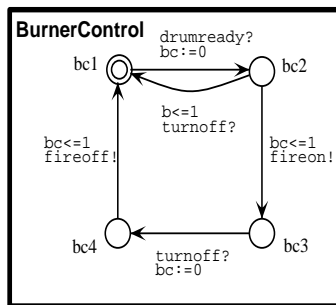 BurnerControl
drumready?
bc:=0
bc1
bc2
b<=1
turnoff?
bc<=1
fireoff!
bc<=1
fireon!
bc4
bc3
turnoff?
bc:=0